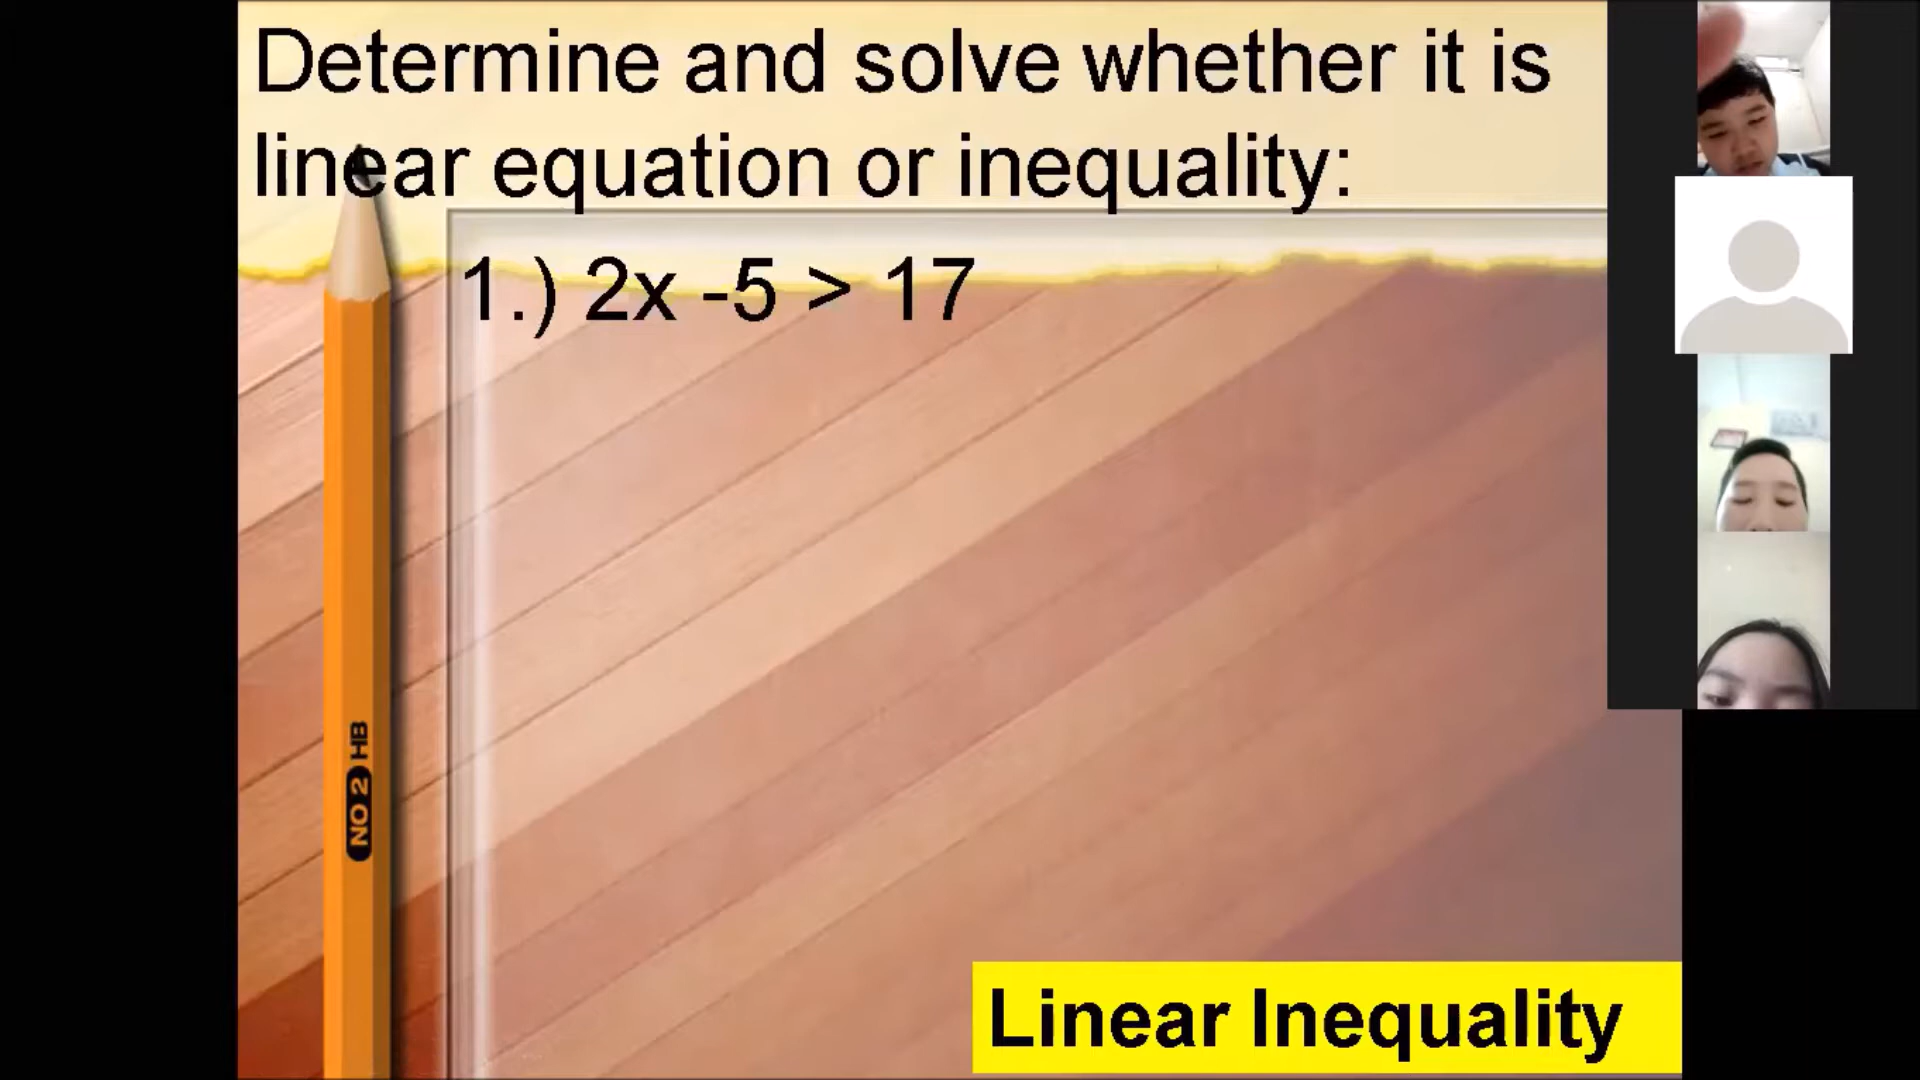 Determine and solve whether it is
linear equation or inequality:
1.) 2x -5 > 17
NO 2 HB
Linear Inequality